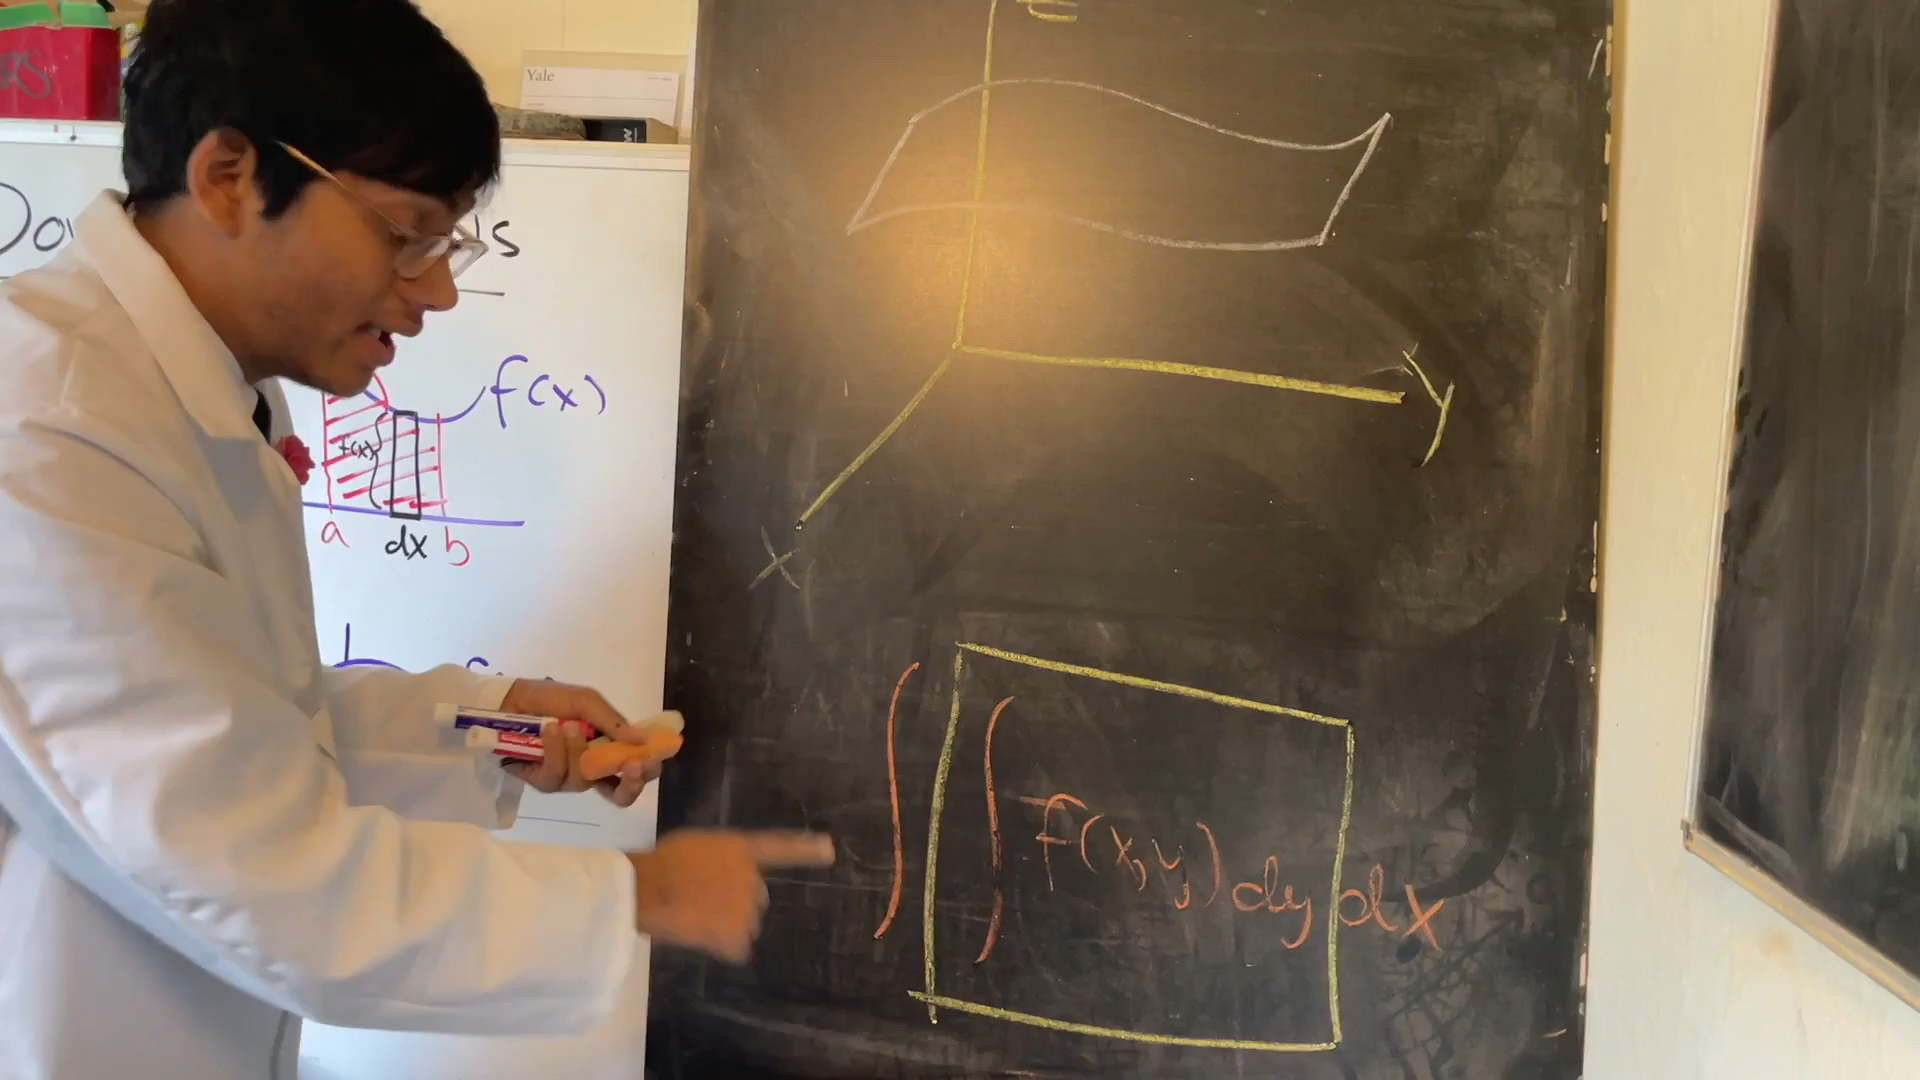 Yale
f(x)
f(x)
a dx b
z
y
x
∫ ∫ f(x,y) dy dx